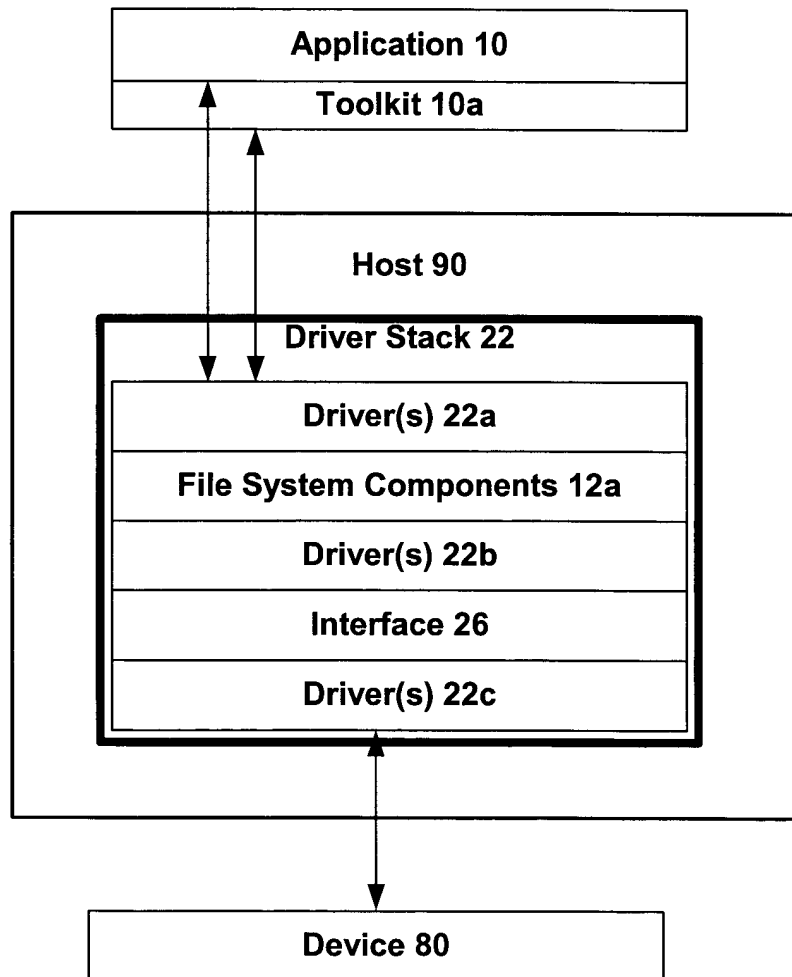 Application 10
Toolkit 10a
Host 90
Driver Stack 22
Driver(s) 22a
File System Components 12a
Driver(s) 22b
Interface 26
Driver(s) 22c
Device 80